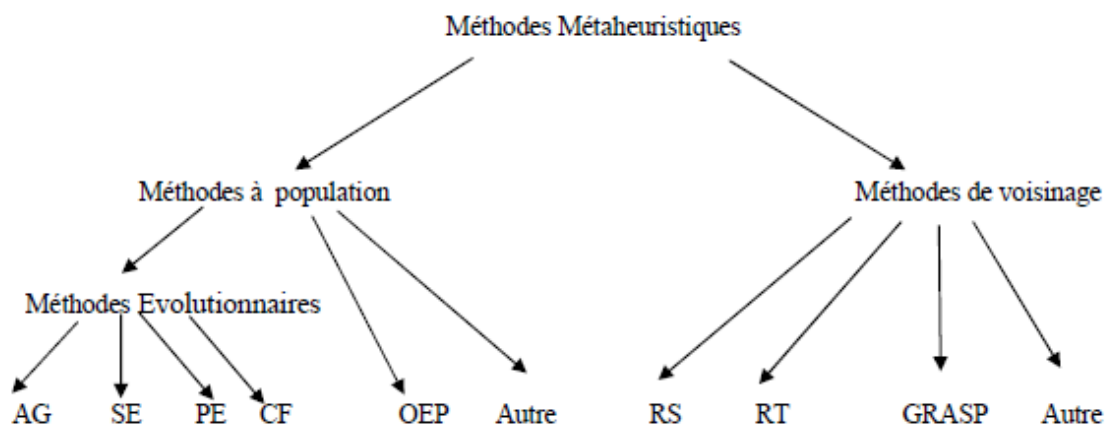 Méthodes Métaheuristiques
Méthodes à population Méthodes de voisinage
Méthodes Evolutionnaires
AG SE PE CF OEP Autre RS RT GRASP Autre